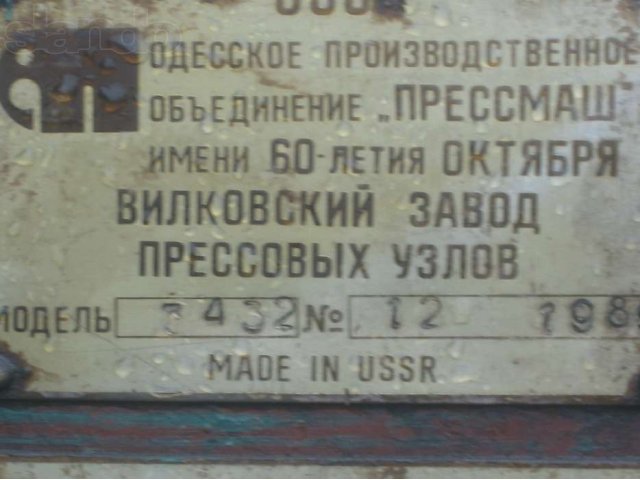 ОДЕССКОЕ ПРОИЗВОДСТВЕННОЕ
ОБЪЕДИНЕНИЕ „ПРЕССМАШ"
ИМЕНИ 60-ЛЕТИЯ ОКТЯБРЯ
ВИЛКОВСКИЙ ЗАВОД
ПРЕССОВЫХ УЗЛОВ
МОДЕЛЬ 432 № 12 198
MADE IN USSR